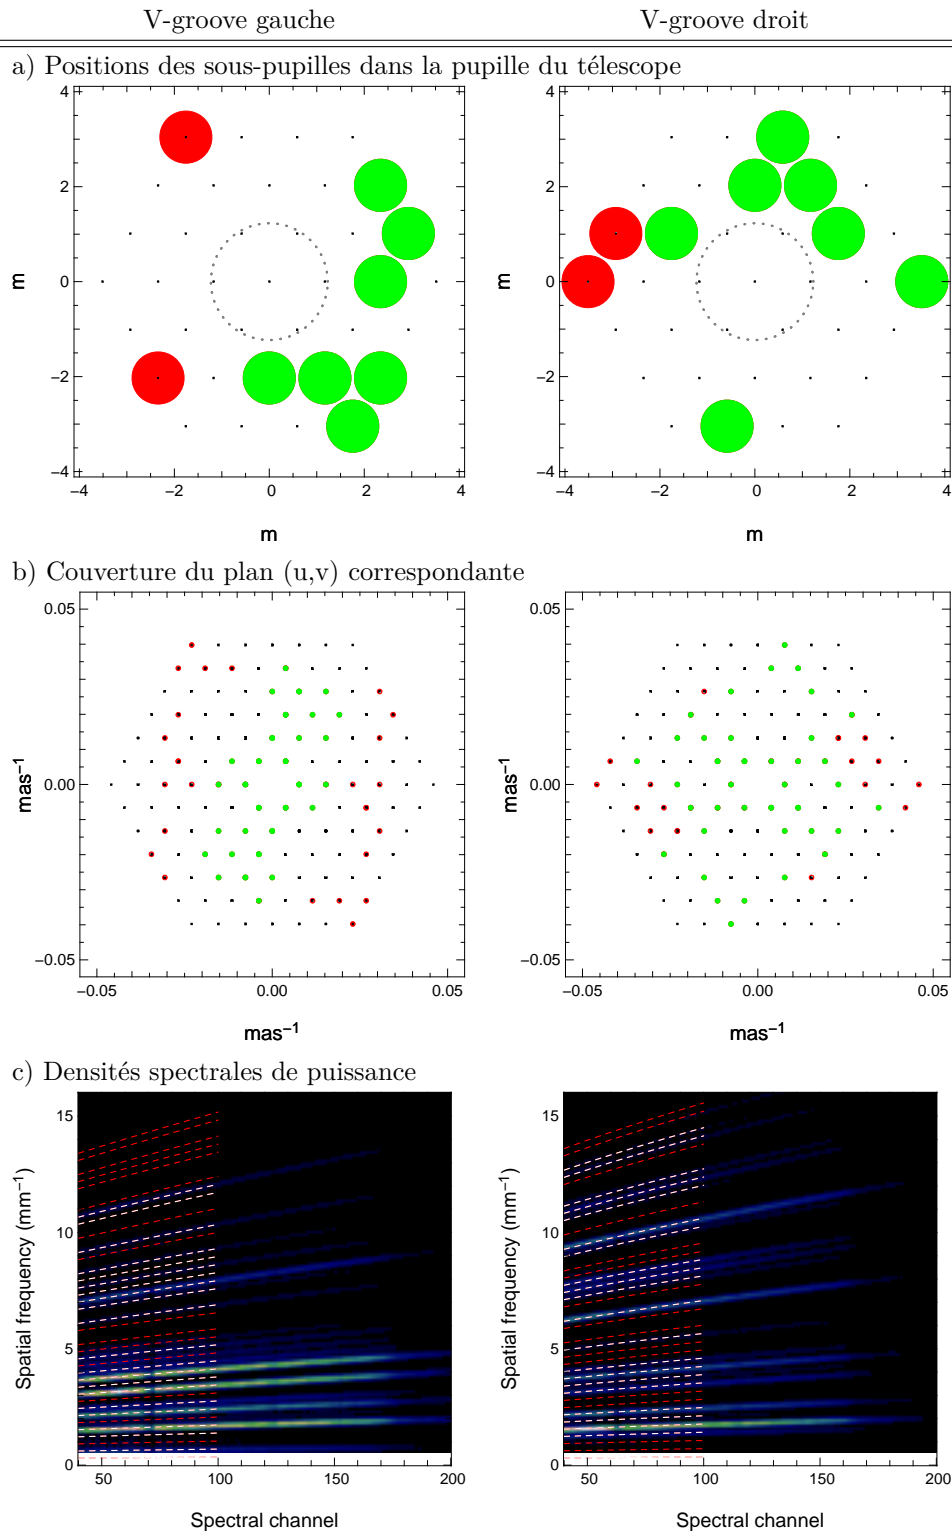 V-groove gauche V-groove droit
a) Positions des sous-pupilles dans la pupille du télescope
4 2 0 −2 −4
m
−4 −2 0 2 4
m
4 2 0 −2 −4
m
−4 −2 0 2 4
m
b) Couverture du plan (u,v) correspondante
0.05 0.00 −0.05
mas−1
−0.05 0.00 0.05
mas−1
0.05 0.00 −0.05
mas−1
−0.05 0.00 0.05
mas−1
c) Densités spectrales de puissance
15 10 5 0
Spatial frequency (mm−1)
50 100 150 200
Spectral channel
15 10 5 0
Spatial frequency (mm−1)
50 100 150 200
Spectral channel